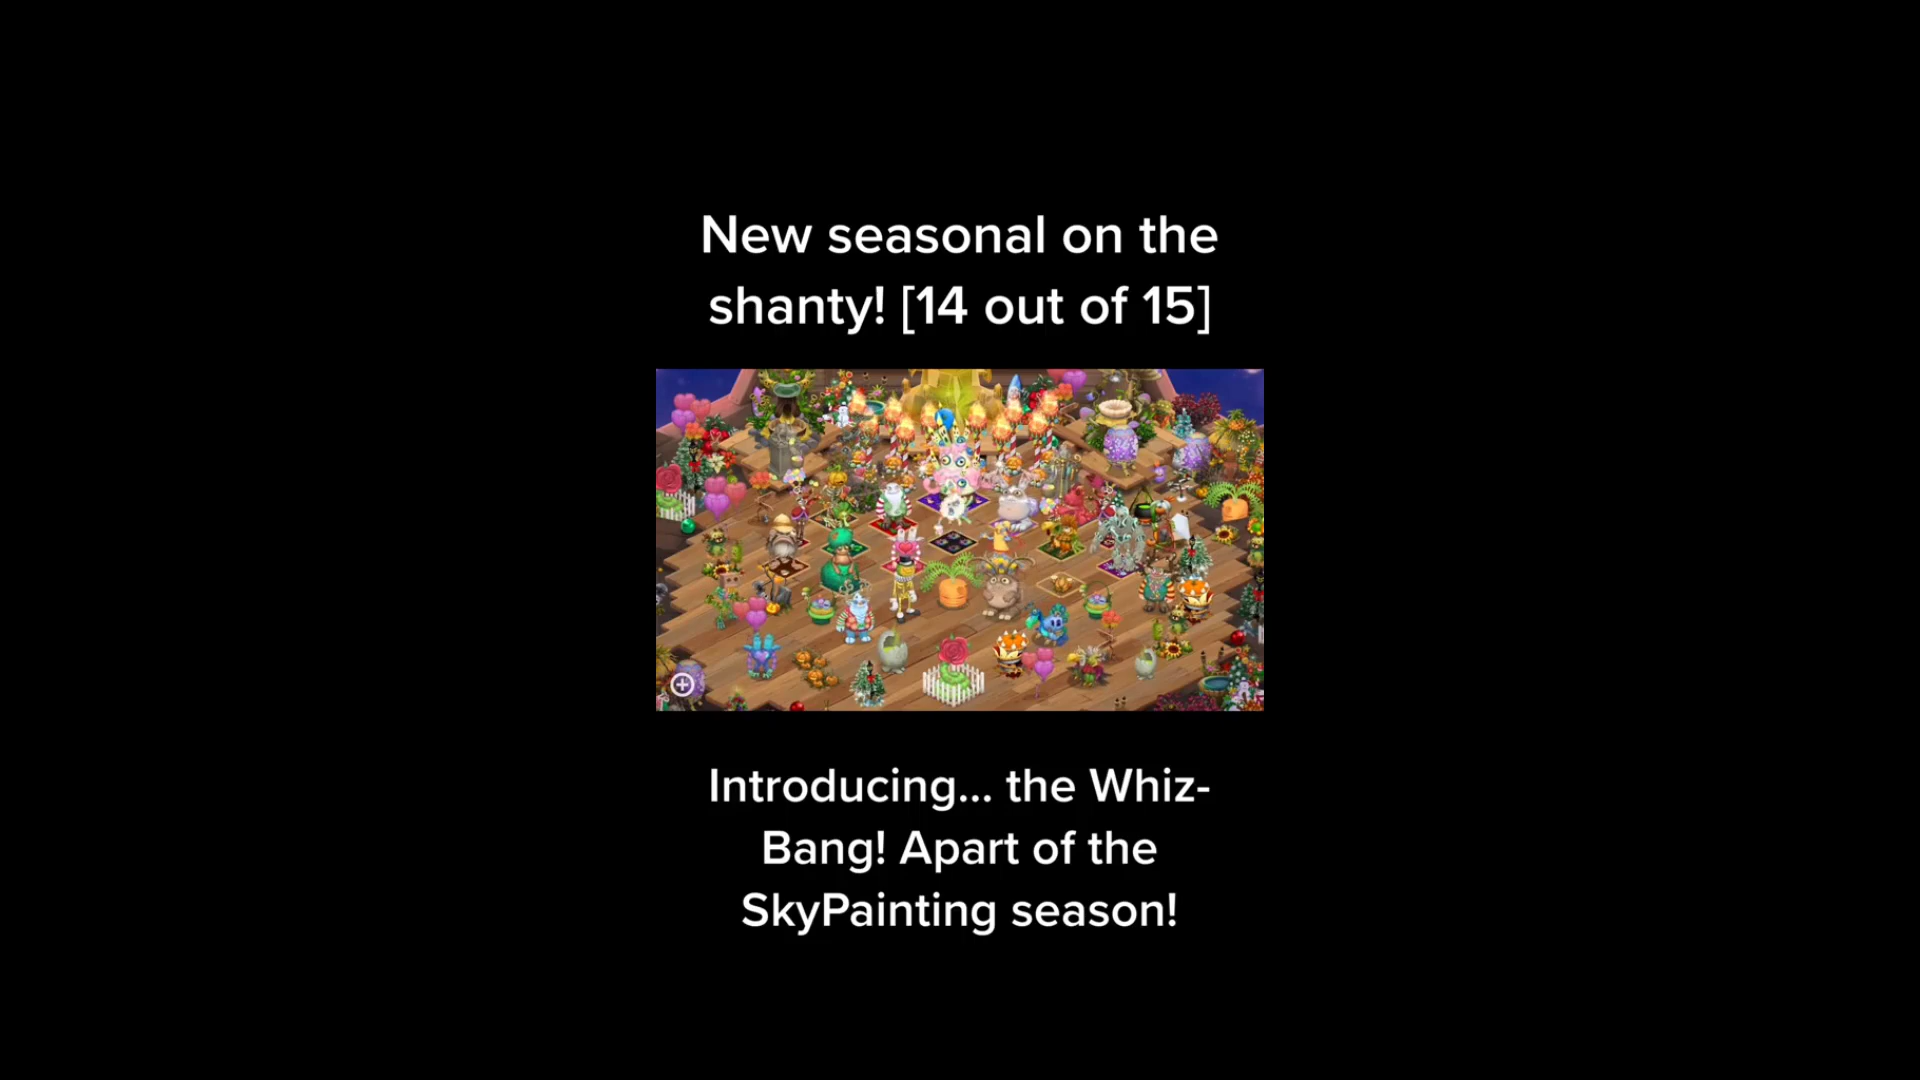 New seasonal on the
shanty! [14 out of 15]
Introducing... the Whiz-
Bang! Apart of the
SkyPainting season!